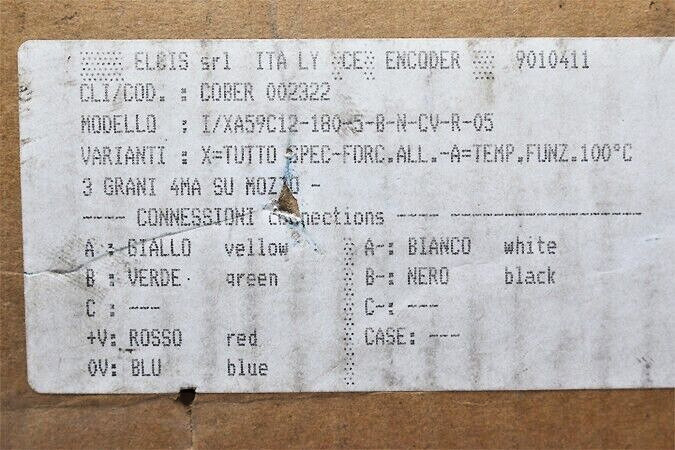 ELCIS srl ITALY CE ENCODER 9010411
CLI/COD. : COBER 002322
MODELLO : I/XA59C12-180-5-B-N-CV-R-05
VARIANTI : X=TUTTO SPEC-FORC.ALL.-A=TEMP.FUNZ.100°C
3 GRANI 4MA SU MOZZO -
---- CONNESSIONI connections ---- ------------------
A : GIALLO yellow A-: BIANCO white
B : VERDE green B-: NERO black
C : --- C-: ---
+V: ROSSO red CASE: ---
0V: BLU blue